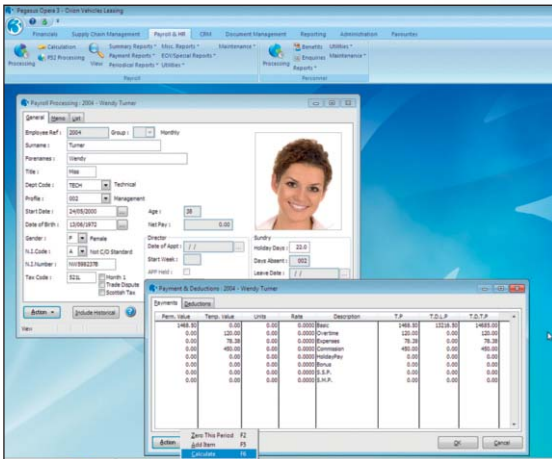 Pegasus Opera 3 - Orion Vehicles Leasing
Financials Supply Chain Management Payroll & HR CRM Document Management Reporting Administration Favourites
Calculation Summary Reports Misc. Reports Maintenance Benefits Utilities
Processing View Payment Reports EOY/Special Reports Processing Enquiries Maintenance
Periodical Reports Utilities Reports
Payroll Personnel
Payroll Processing : 2004 - Wendy Turner
General Memo List
Employee Ref : 2004 Group : Monthly
Surname : Turner
Forenames : Wendy
Title : Miss
Dept Code : TECH Technical
Profile : 002 Management
Start Date : 24/05/2000 Age : 38
Date of Birth : 13/06/1972 Net Pay : 0.00
Gender : F Female Director Sundry
N.I.Code : A Not C/O Standard Date of Appt : / / Holiday Days : 22.0
N.I.Number : Start Week : Days Absent : 002
Tax Code : 521L Month 1 APP Held : Leave Date : / /
Trade Dispute
Scottish Tax
Action Include Historical
View
Payment & Deductions : 2004 - Wendy Turner
Payments Deductions
Perm. Value Temp. Value Units Rate Description T.P T.D.L.P T.D.T.P
1468.50 0.00 0.00 0.0000 Basic 1468.50 13216.50 14685.00
0.00 120.00 0.00 0.0000 Overtime 120.00 0.00 120.00
0.00 78.38 0.00 0.0000 Expenses 78.38 0.00 78.38
0.00 450.00 0.00 0.0000 Commission 450.00 0.00 450.00
0.00 0.00 0.00 0.0000 HolidayPay 0.00 0.00 0.00
0.00 0.00 0.00 0.0000 Bonus 0.00 0.00 0.00
0.00 0.00 0.00 0.0000 S.S.P. 0.00 0.00 0.00
0.00 0.00 0.00 0.0000 S.M.P. 0.00 0.00 0.00
Action OK Cancel
Zero This Period F2
Add Item F5
Calculate F6